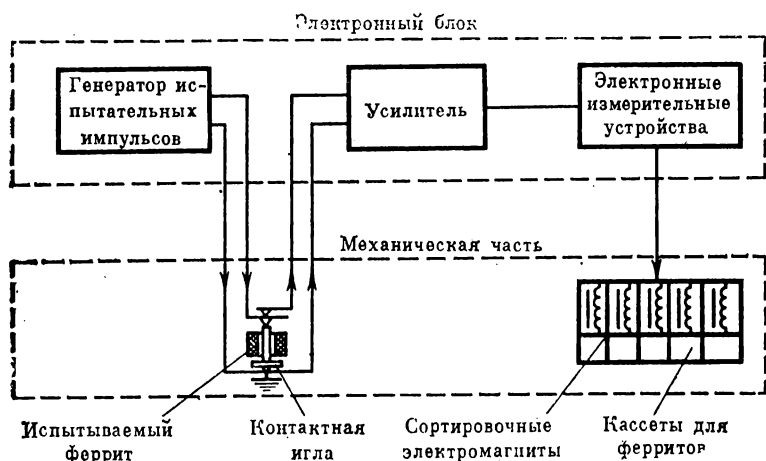 Электронный блок
Генератор ис-
пытательных
импульсов
Усилитель
Электронные
измерительные
устройства
Механическая часть
Испытываемый
феррит
Контактная
игла
Сортировочные
электромагниты
Кассеты для
ферритов